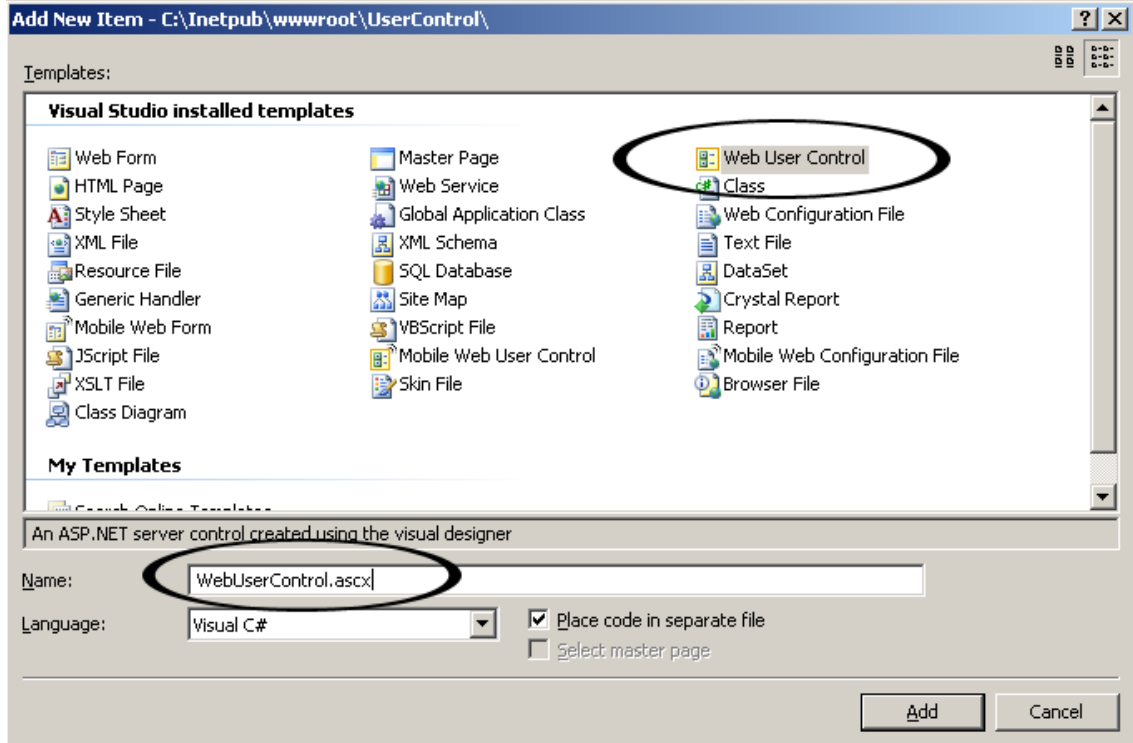 Add New Item - C:\Inetpub\wwwroot\UserControl\
Templates:
Visual Studio installed templates
Web Form Master Page Web User Control
HTML Page Web Service Class
Style Sheet Global Application Class Web Configuration File
XML File XML Schema Text File
Resource File SQL Database DataSet
Generic Handler Site Map Crystal Report
Mobile Web Form VBScript File Report
JScript File Mobile Web User Control Mobile Web Configuration File
XSLT File Skin File Browser File
Class Diagram
My Templates
Search Online Templates
An ASP.NET server control created using the visual designer
Name: WebUserControl.ascx
Language: Visual C# Place code in separate file
Select master page
Add Cancel